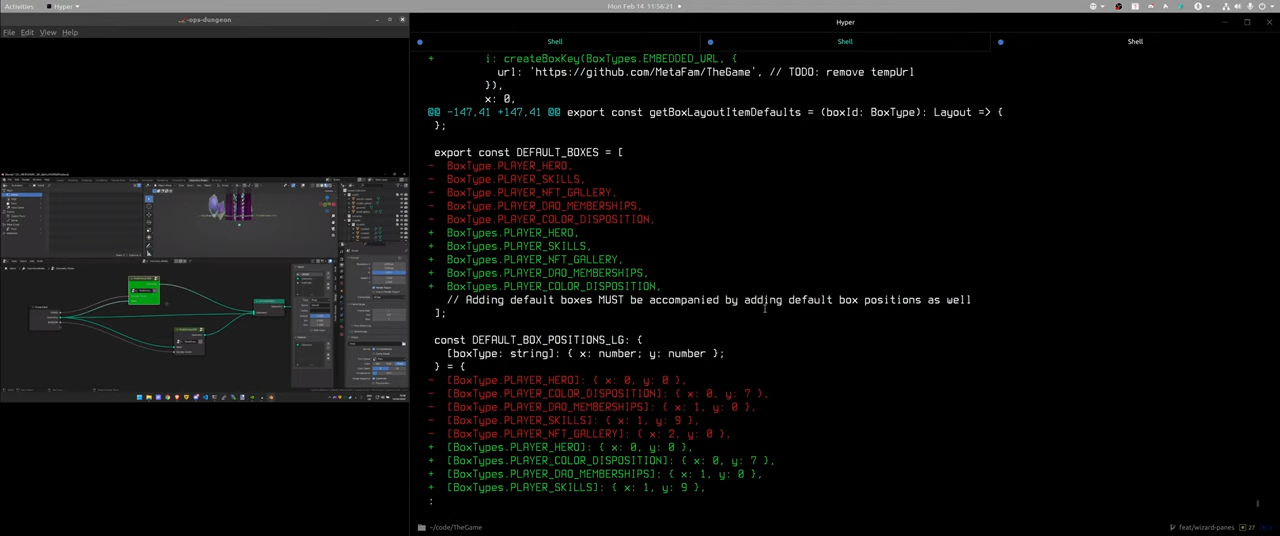 Activities
Hyper
Mon Feb 14 11:56:21
-ops-dungeon
Hyper
File Edit View Help
Shell
Shell
Shell
+ i: createBoxKey(BoxTypes.EMBEDDED_URL, {
url: 'https://github.com/MetaFam/TheGame', // TODO: remove tempUrl
}),
x: 0,
@@ -147,41 +147,41 @@ export const getBoxLayoutItemDefaults = (boxId: BoxType): Layout => {
};
export const DEFAULT_BOXES = [
- BoxType.PLAYER_HERO,
- BoxType.PLAYER_SKILLS,
- BoxType.PLAYER_NFT_GALLERY,
- BoxType.PLAYER_DAO_MEMBERSHIPS,
- BoxType.PLAYER_COLOR_DISPOSITION,
+ BoxTypes.PLAYER_HERO,
+ BoxTypes.PLAYER_SKILLS,
+ BoxTypes.PLAYER_NFT_GALLERY,
+ BoxTypes.PLAYER_DAO_MEMBERSHIPS,
+ BoxTypes.PLAYER_COLOR_DISPOSITION,
// Adding default boxes MUST be accompanied by adding default box positions as well
];
const DEFAULT_BOX_POSITIONS_LG: {
[boxType: string]: { x: number; y: number };
} = {
- [BoxType.PLAYER_HERO]: { x: 0, y: 0 },
- [BoxType.PLAYER_COLOR_DISPOSITION]: { x: 0, y: 7 },
- [BoxType.PLAYER_DAO_MEMBERSHIPS]: { x: 1, y: 0 },
- [BoxType.PLAYER_SKILLS]: { x: 1, y: 9 },
- [BoxType.PLAYER_NFT_GALLERY]: { x: 2, y: 0 },
+ [BoxTypes.PLAYER_HERO]: { x: 0, y: 0 },
+ [BoxTypes.PLAYER_COLOR_DISPOSITION]: { x: 0, y: 7 },
+ [BoxTypes.PLAYER_DAO_MEMBERSHIPS]: { x: 1, y: 0 },
+ [BoxTypes.PLAYER_SKILLS]: { x: 1, y: 9 },
:
~/code/TheGame
feat/wizard-panes
27